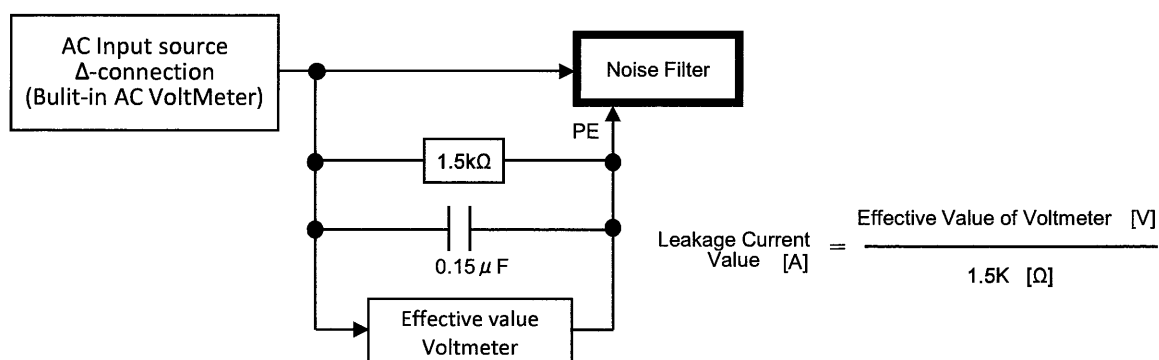 AC Input source
Δ-connection
(Bulit-in AC VoltMeter)
Noise Filter
PE
1.5kΩ
0.15μF
Effective value
Voltmeter
Leakage Current
Value [A]
=
Effective Value of Voltmeter [V]
1.5K [Ω]